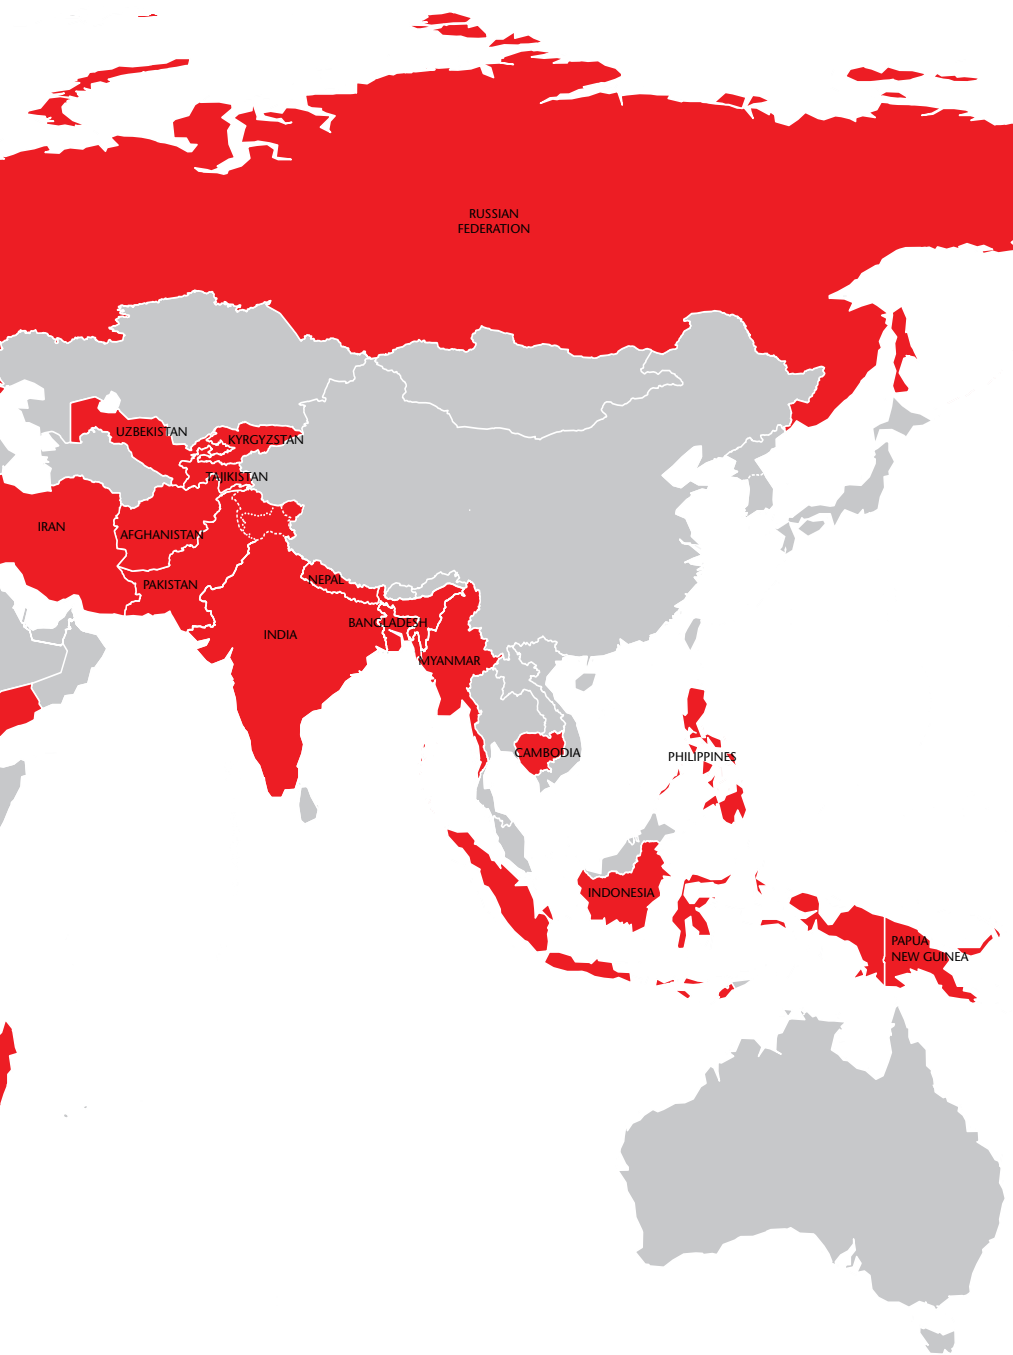 RUSSIAN
FEDERATION
UZBEKISTAN
KYRGYZSTAN
TAJIKISTAN
IRAN
AFGHANISTAN
PAKISTAN
NEPAL
BANGLADESH
INDIA
MYANMAR
CAMBODIA
PHILIPPINES
INDONESIA
PAPUA
NEW GUINEA